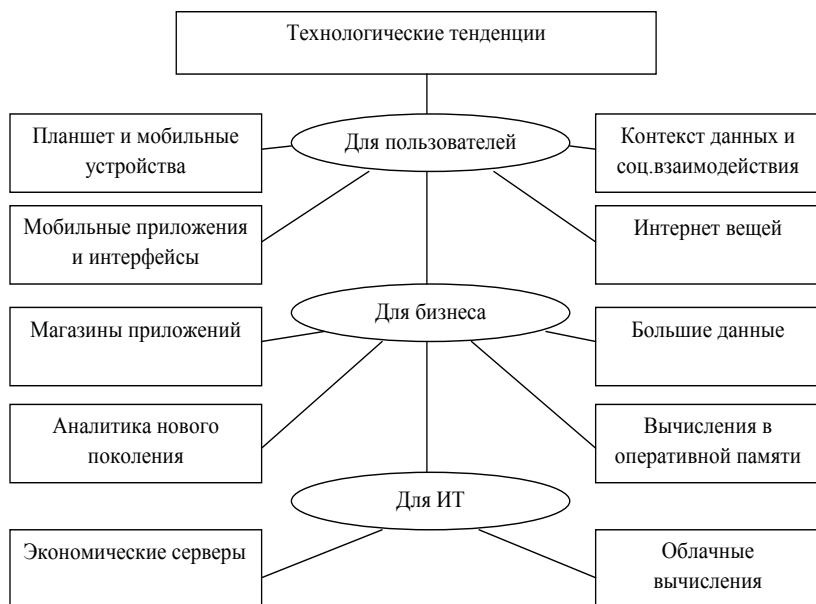 Технологические тенденции
Планшет и мобильные
устройства
Для пользователей
Контекст данных и
соц.взаимодействия
Мобильные приложения
и интерфейсы
Интернет вещей
Магазины приложений
Для бизнеса
Большие данные
Аналитика нового
поколения
Вычисления в
оперативной памяти
Для ИТ
Экономические серверы
Облачные
вычисления